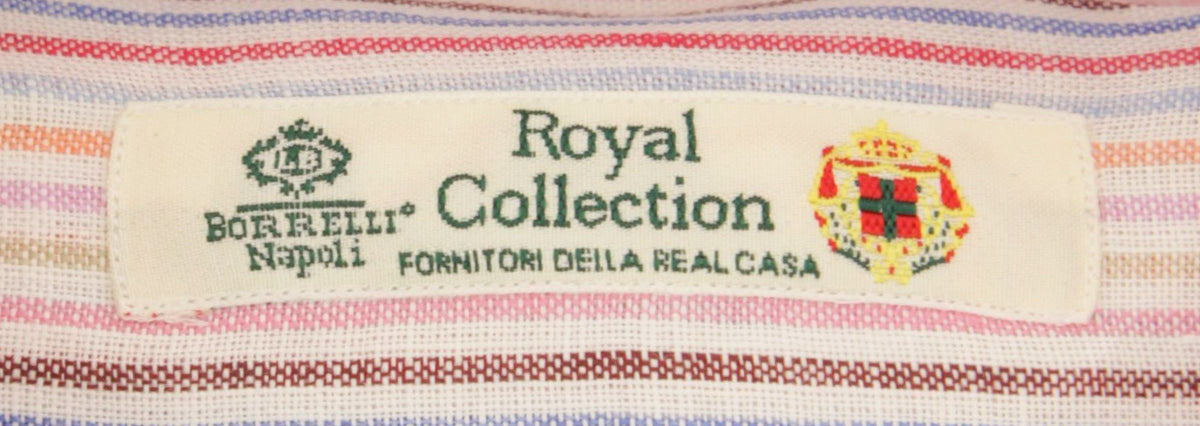 LB
BORRELLI
Napoli
Royal
Collection
FORNITORI DELLA REAL CASA